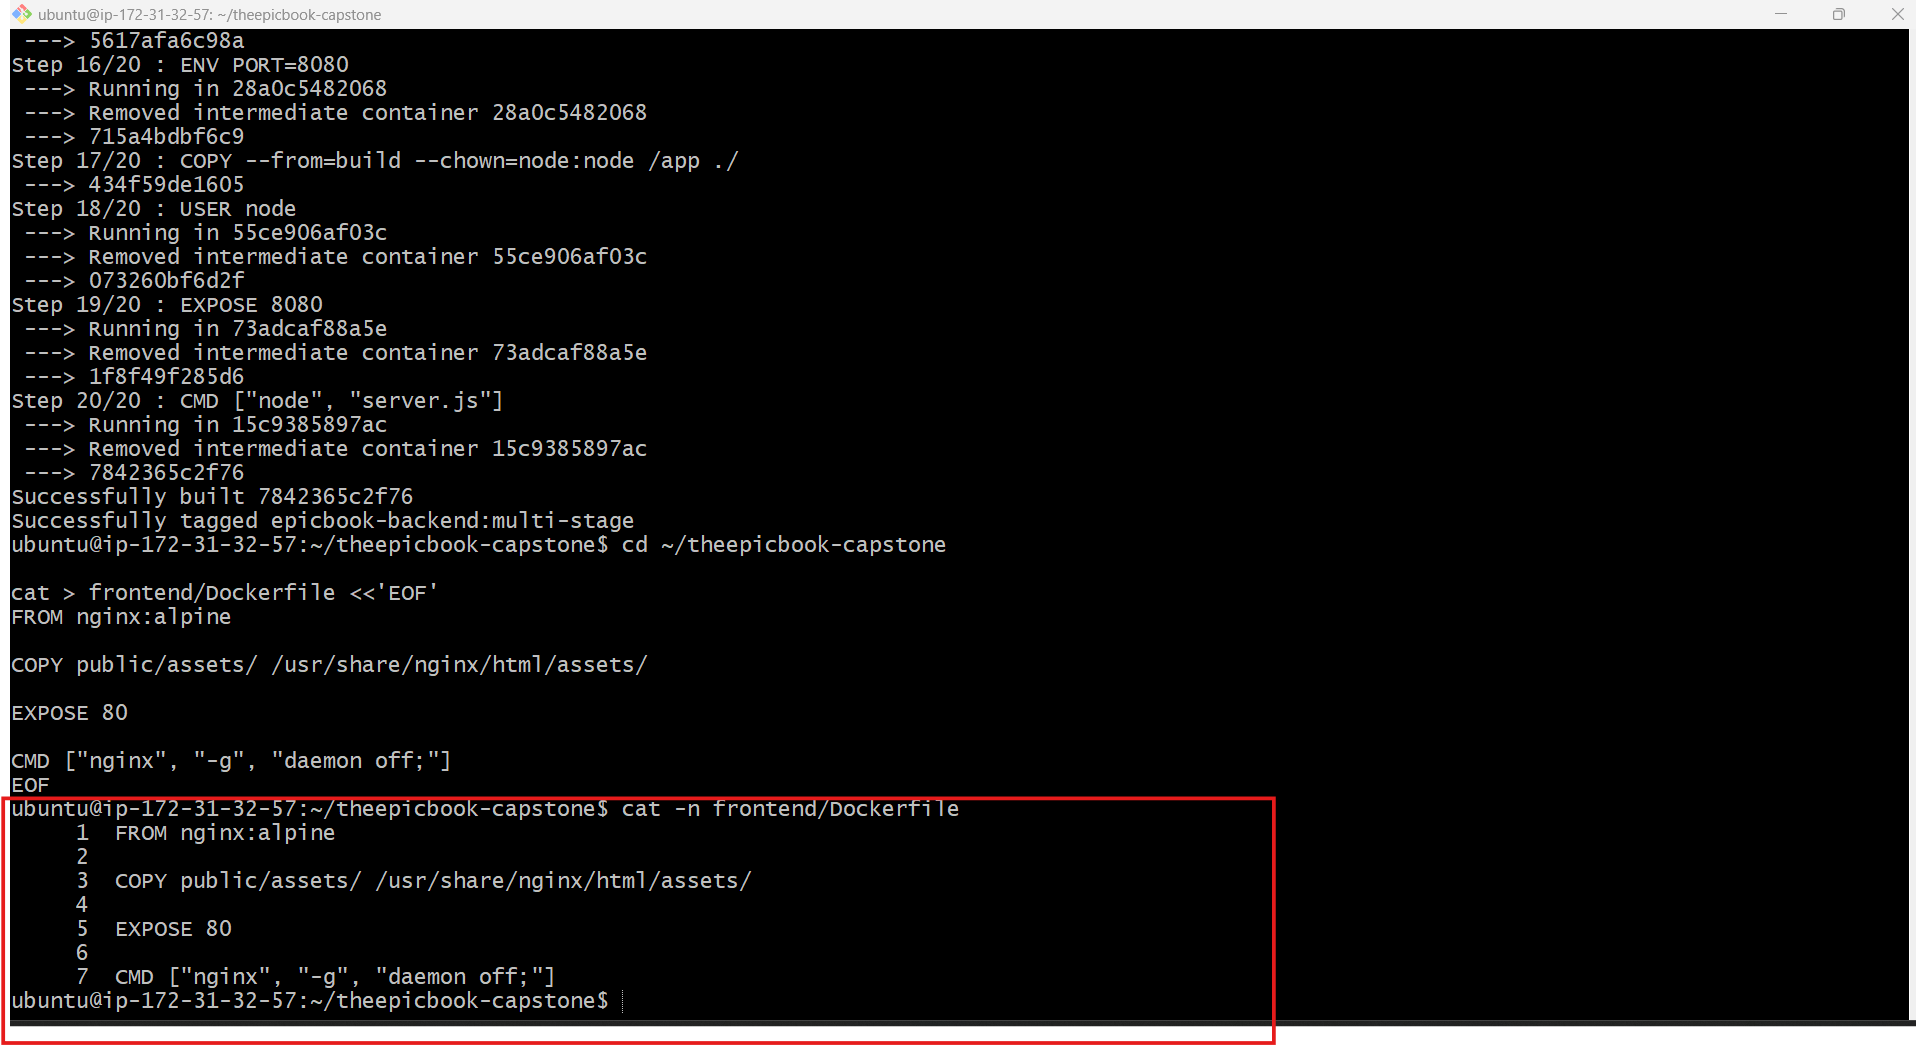 ubuntu@ip-172-31-32-57: ~/theepicbook-capstone
---> 5617afa6c98a
Step 16/20 : ENV PORT=8080
---> Running in 28a0c5482068
---> Removed intermediate container 28a0c5482068
---> 715a4bdbf6c9
Step 17/20 : COPY --from=build --chown=node:node /app ./
---> 434f59de1605
Step 18/20 : USER node
---> Running in 55ce906af03c
---> Removed intermediate container 55ce906af03c
---> 073260bf6d2f
Step 19/20 : EXPOSE 8080
---> Running in 73adcaf88a5e
---> Removed intermediate container 73adcaf88a5e
---> 1f8f49f285d6
Step 20/20 : CMD ["node", "server.js"]
---> Running in 15c9385897ac
---> Removed intermediate container 15c9385897ac
---> 7842365c2f76
Successfully built 7842365c2f76
Successfully tagged epicbook-backend:multi-stage
ubuntu@ip-172-31-32-57:~/theepicbook-capstone$ cd ~/theepicbook-capstone
cat > frontend/Dockerfile <<'EOF'
FROM nginx:alpine
COPY public/assets/ /usr/share/nginx/html/assets/
EXPOSE 80
CMD ["nginx", "-g", "daemon off;"]
EOF
ubuntu@ip-172-31-32-57:~/theepicbook-capstone$ cat -n frontend/Dockerfile
1 FROM nginx:alpine
2
3 COPY public/assets/ /usr/share/nginx/html/assets/
4
5 EXPOSE 80
6
7 CMD ["nginx", "-g", "daemon off;"]
ubuntu@ip-172-31-32-57:~/theepicbook-capstone$